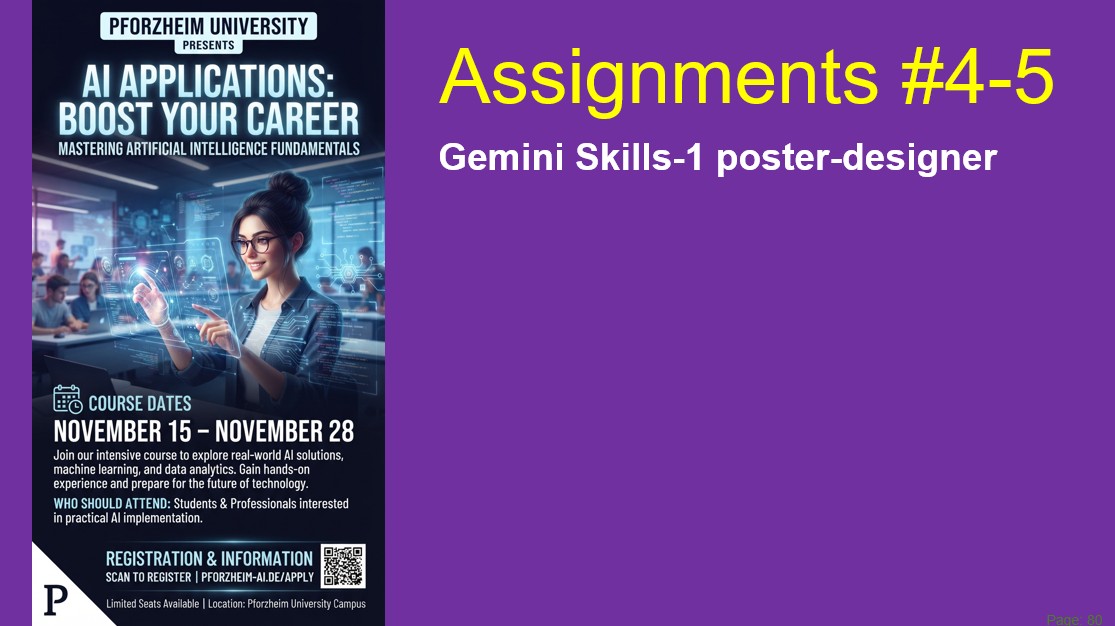 PFORZHEIM UNIVERSITY
PRESENTS
AI APPLICATIONS:
BOOST YOUR CAREER
MASTERING ARTIFICIAL INTELLIGENCE FUNDAMENTALS
COURSE DATES
NOVEMBER 15 – NOVEMBER 28
Join our intensive course to explore real-world AI solutions,
machine learning, and data analytics. Gain hands-on
experience and prepare for the future of technology.
WHO SHOULD ATTEND: Students & Professionals interested
in practical AI implementation.
REGISTRATION & INFORMATION
SCAN TO REGISTER | PFORZHEIM-AI.DE/APPLY
Limited Seats Available | Location: Pforzheim University Campus
P
Assignments #4-5
Gemini Skills-1 poster-designer
Page: 80